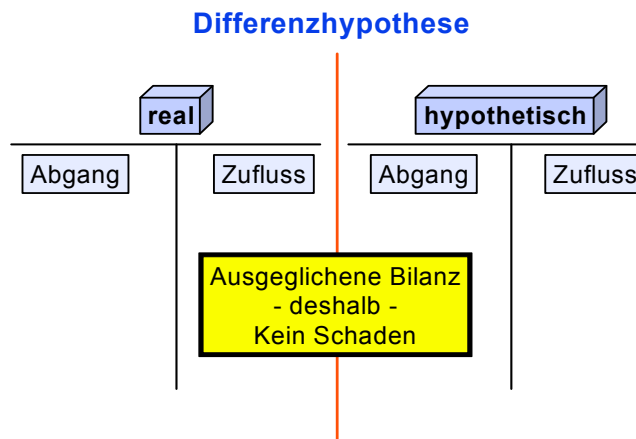 Differenzhypothese
real
hypothetisch
Abgang
Zufluss
Abgang
Zufluss
Ausgeglichene Bilanz
- deshalb -
Kein Schaden